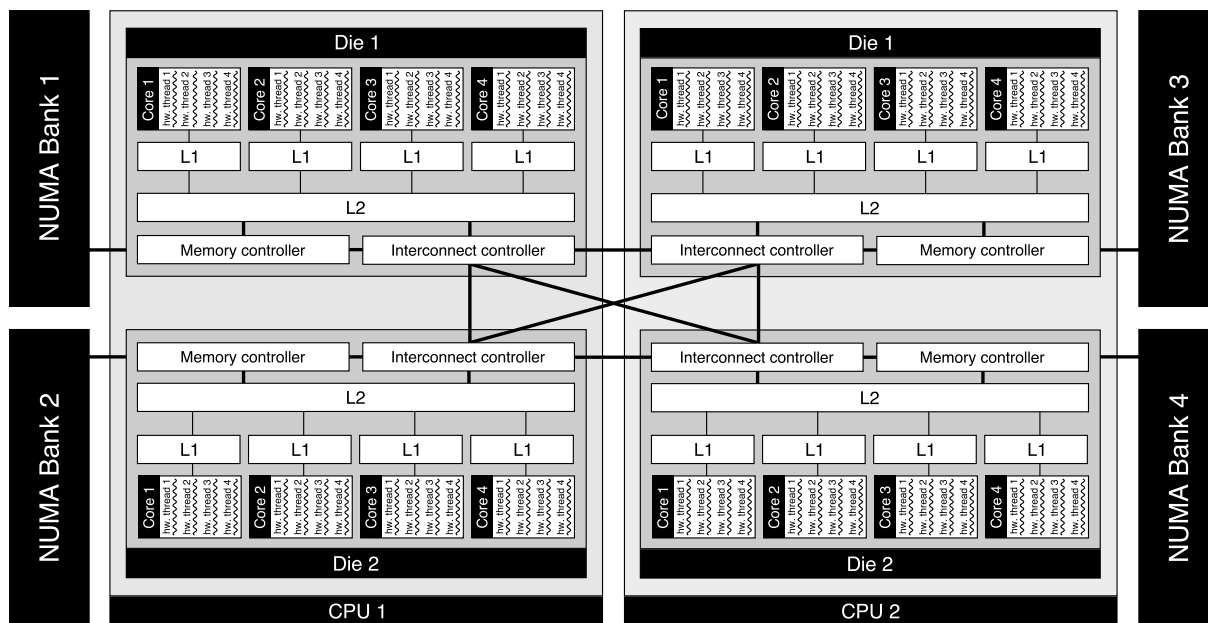 NUMA Bank 1
Die 1
Core 1
hw. thread 1
hw. thread 2
hw. thread 3
hw. thread 4
Core 2
hw. thread 1
hw. thread 2
hw. thread 3
hw. thread 4
Core 3
hw. thread 1
hw. thread 2
hw. thread 3
hw. thread 4
Core 4
hw. thread 1
hw. thread 2
hw. thread 3
hw. thread 4
L1
L1
L1
L1
L2
Memory controller
Interconnect controller
Die 1
Core 1
hw. thread 1
hw. thread 2
hw. thread 3
hw. thread 4
Core 2
hw. thread 1
hw. thread 2
hw. thread 3
hw. thread 4
Core 3
hw. thread 1
hw. thread 2
hw. thread 3
hw. thread 4
Core 4
hw. thread 1
hw. thread 2
hw. thread 3
hw. thread 4
L1
L1
L1
L1
L2
Interconnect controller
Memory controller
NUMA Bank 3
NUMA Bank 2
Memory controller
Interconnect controller
L2
L1
L1
L1
L1
Core 1
hw. thread 1
hw. thread 2
hw. thread 3
hw. thread 4
Core 2
hw. thread 1
hw. thread 2
hw. thread 3
hw. thread 4
Core 3
hw. thread 1
hw. thread 2
hw. thread 3
hw. thread 4
Core 4
hw. thread 1
hw. thread 2
hw. thread 3
hw. thread 4
Die 2
CPU 1
Interconnect controller
Memory controller
L2
L1
L1
L1
L1
Core 1
hw. thread 1
hw. thread 2
hw. thread 3
hw. thread 4
Core 2
hw. thread 1
hw. thread 2
hw. thread 3
hw. thread 4
Core 3
hw. thread 1
hw. thread 2
hw. thread 3
hw. thread 4
Core 4
hw. thread 1
hw. thread 2
hw. thread 3
hw. thread 4
Die 2
CPU 2
NUMA Bank 4